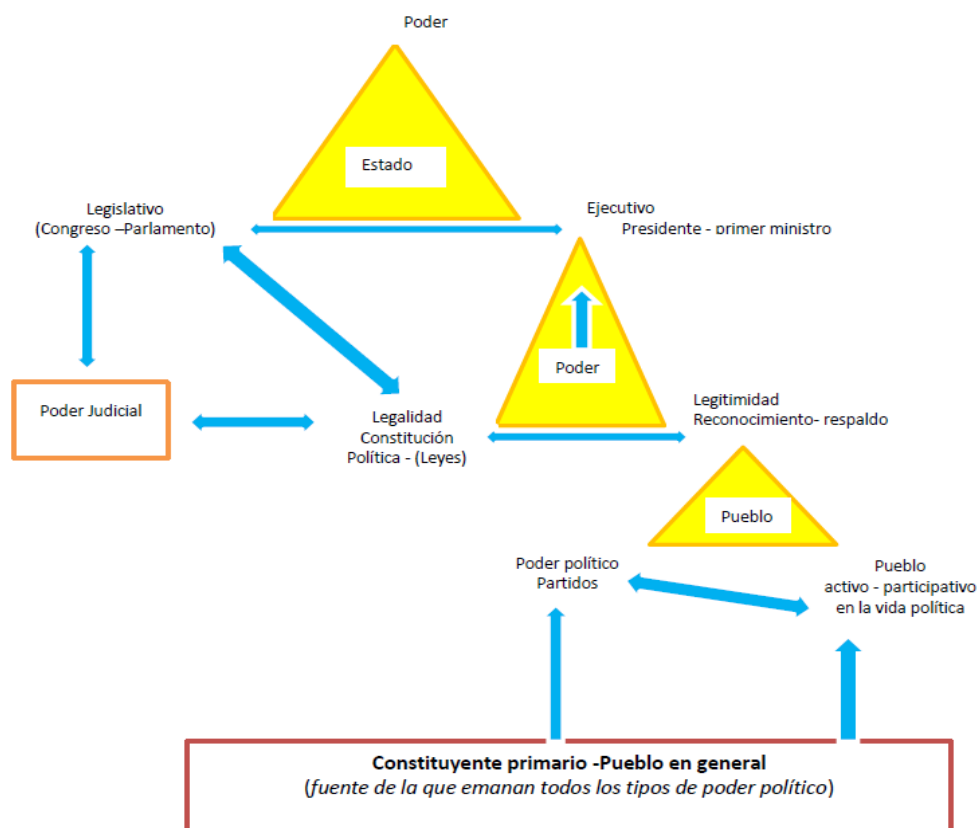 Poder
Estado
Legislativo
(Congreso –Parlamento)
Ejecutivo
Presidente - primer ministro
Poder
Poder Judicial
Legalidad
Constitución
Política - (Leyes)
Legitimidad
Reconocimiento- respaldo
Pueblo
Poder político
Partidos
Pueblo
activo - participativo
en la vida política
Constituyente primario -Pueblo en general
(fuente de la que emanan todos los tipos de poder político)